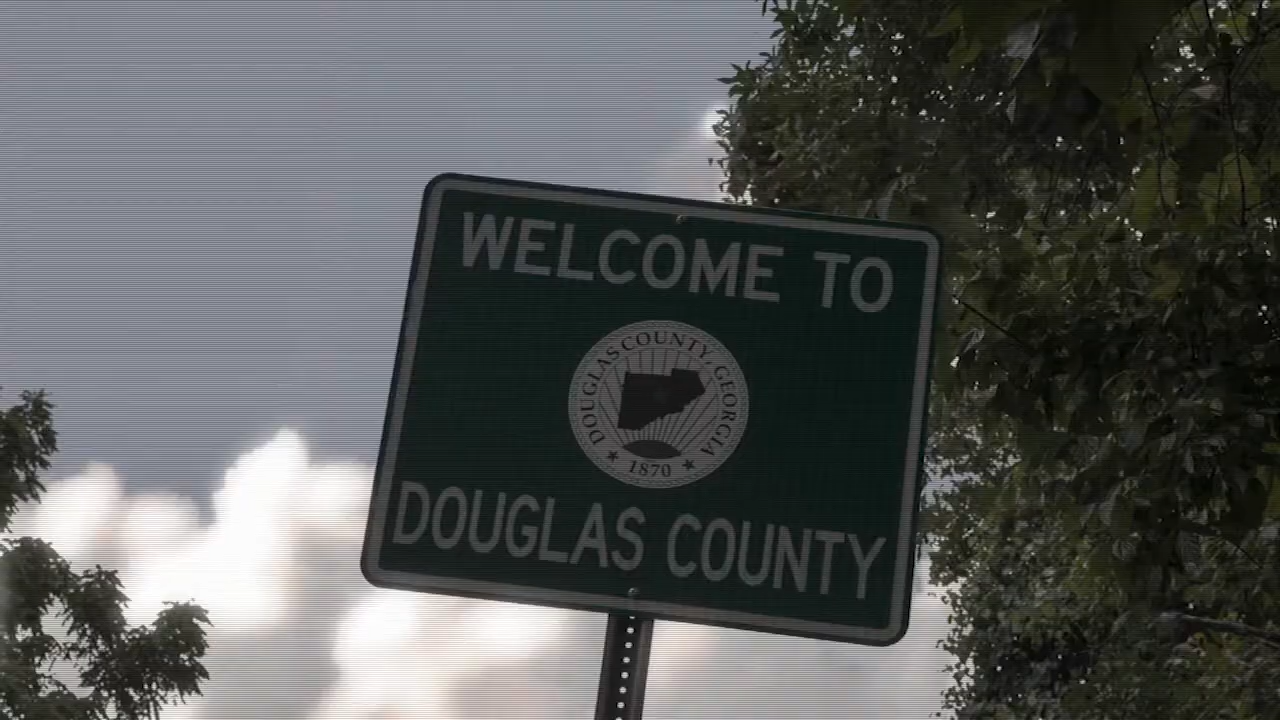 WELCOME TO
DOUGLAS COUNTY, GEORGIA
★ 1870 ★
DOUGLAS COUNTY